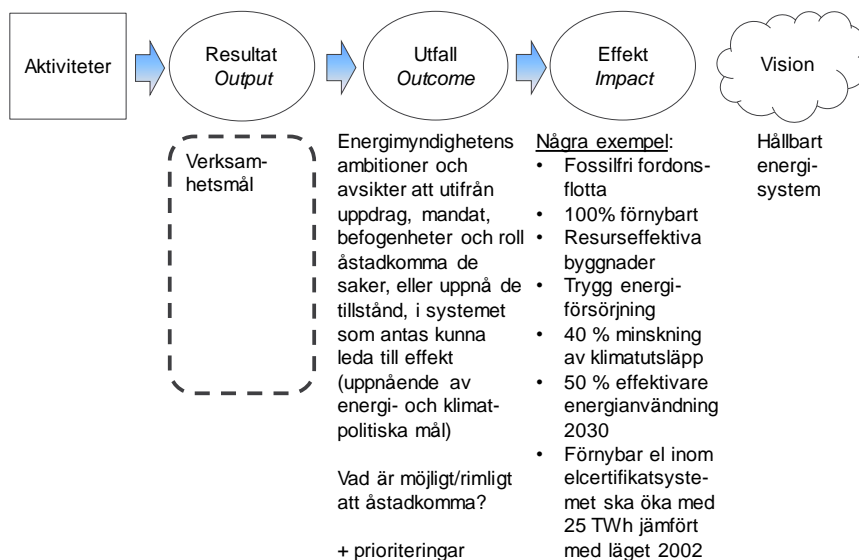 Aktiviteter
Resultat
Output
Utfall
Outcome
Effekt
Impact
Vision
Verksam-
hetsmål
Energimyndighetens
ambitioner och
avsikter att utifrån
uppdrag, mandat,
befogenheter och roll
åstadkomma de
saker, eller uppnå de
tillstånd, i systemet
som antas kunna
leda till effekt
(uppnående av
energi- och klimat-
politiska mål)
Vad är möjligt/rimligt
att åstadkomma?
+ prioriteringar
Några exempel:
• Fossilfri fordons-
flotta
• 100% förnybart
• Resurseffektiva
byggnader
• Trygg energi-
försörjning
• 40 % minskning
av klimatutsläpp
• 50 % effektivare
energianvändning
2030
• Förnybar el inom
elcertifikatsyste-
met ska öka med
25 TWh jämfört
med läget 2002
Hållbart
energi-
system